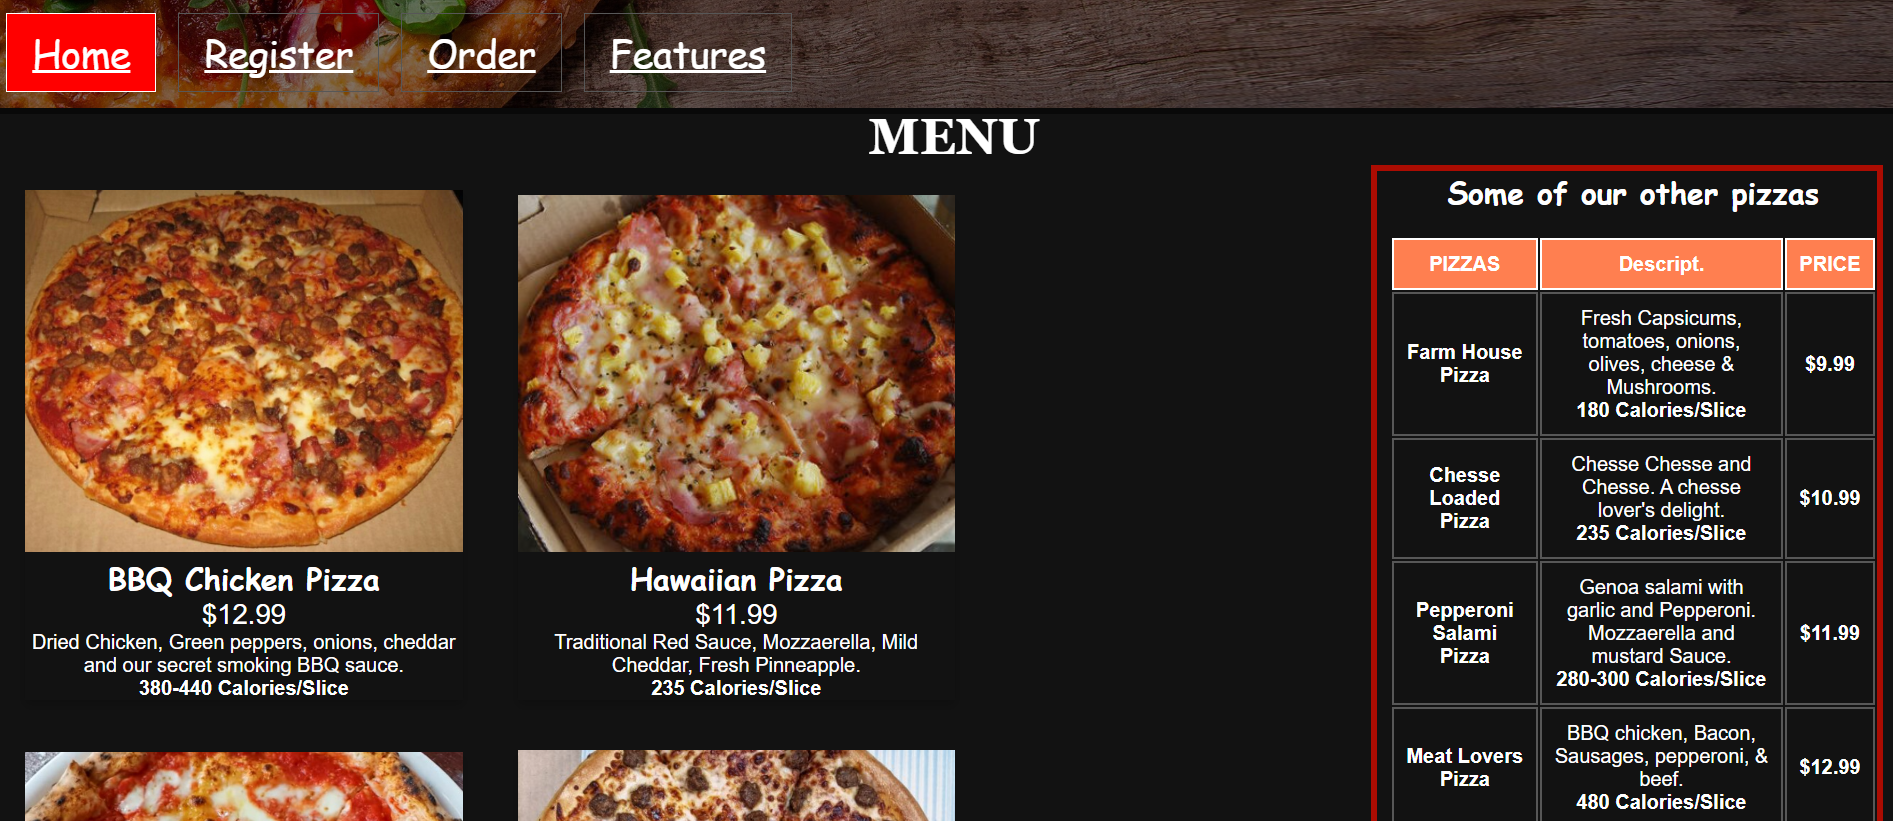 Home
Register
Order
Features
MENU
BBQ Chicken Pizza
$12.99
Dried Chicken, Green peppers, onions, cheddar
and our secret smoking BBQ sauce.
380-440 Calories/Slice
Hawaiian Pizza
$11.99
Traditional Red Sauce, Mozzaerella, Mild
Cheddar, Fresh Pinneapple.
235 Calories/Slice
Some of our other pizzas
PIZZAS
Descript.
PRICE
Farm House
Pizza
Fresh Capsicums,
tomatoes, onions,
olives, cheese &
Mushrooms.
180 Calories/Slice
$9.99
Chesse
Loaded
Pizza
Chesse Chesse and
Chesse. A chesse
lover's delight.
235 Calories/Slice
$10.99
Pepperoni
Salami
Pizza
Genoa salami with
garlic and Pepperoni.
Mozzaerella and
mustard Sauce.
280-300 Calories/Slice
$11.99
Meat Lovers
Pizza
BBQ chicken, Bacon,
Sausages, pepperoni, &
beef.
480 Calories/Slice
$12.99